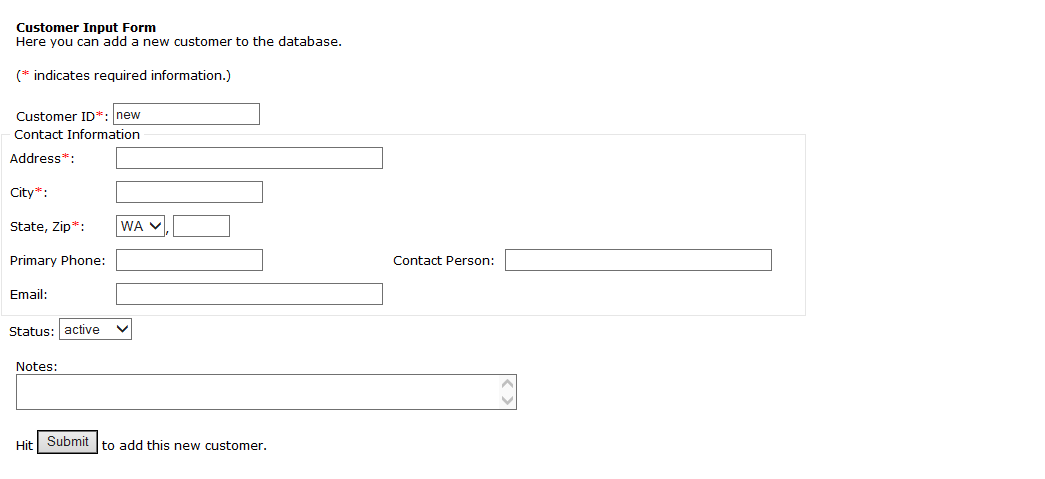 Customer Input Form
Here you can add a new customer to the database.
(* indicates required information.)
Customer ID*: new
Contact Information
Address*:
City*:
State, Zip*: WA ,
Primary Phone: Contact Person:
Email:
Status: active
Notes:
Hit Submit to add this new customer.